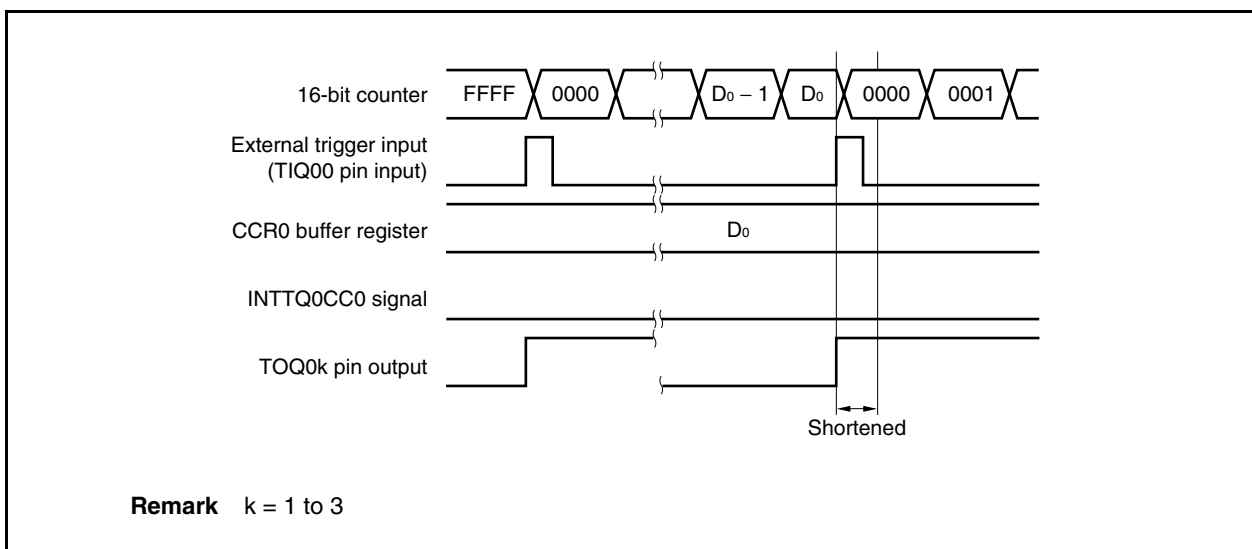 16-bit counter FFFF 0000 D0 – 1 D0 0000 0001
External trigger input
(TIQ00 pin input)
CCR0 buffer register D0
INTTQ0CC0 signal
TOQ0k pin output
Shortened
Remark k = 1 to 3